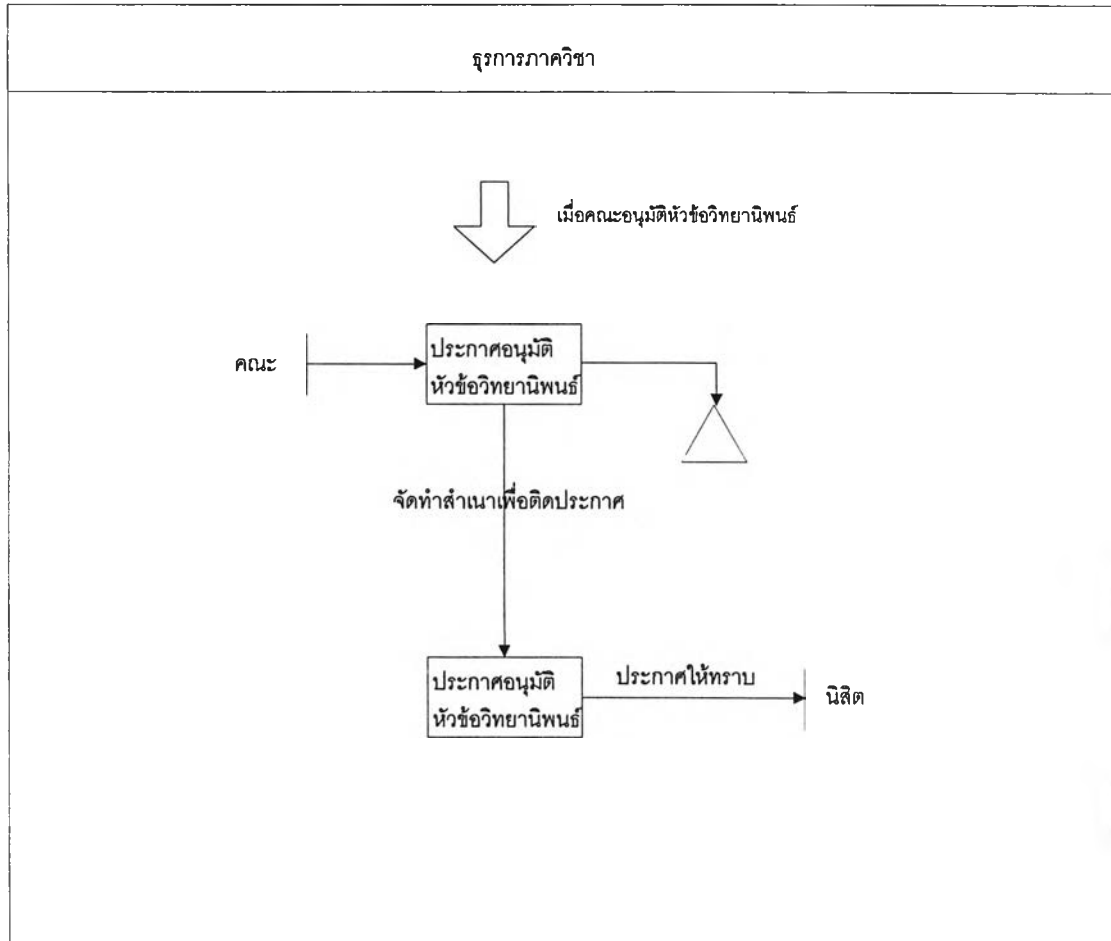 ธุรการภาควิชา
เมื่อคณะอนุมัติหัวข้อวิทยานิพนธ์
คณะ
ประกาศอนุมัติ
หัวข้อวิทยานิพนธ์
จัดทำสำเนาเพื่อติดประกาศ
ประกาศอนุมัติ
หัวข้อวิทยานิพนธ์
ประกาศให้ทราบ
นิสิต